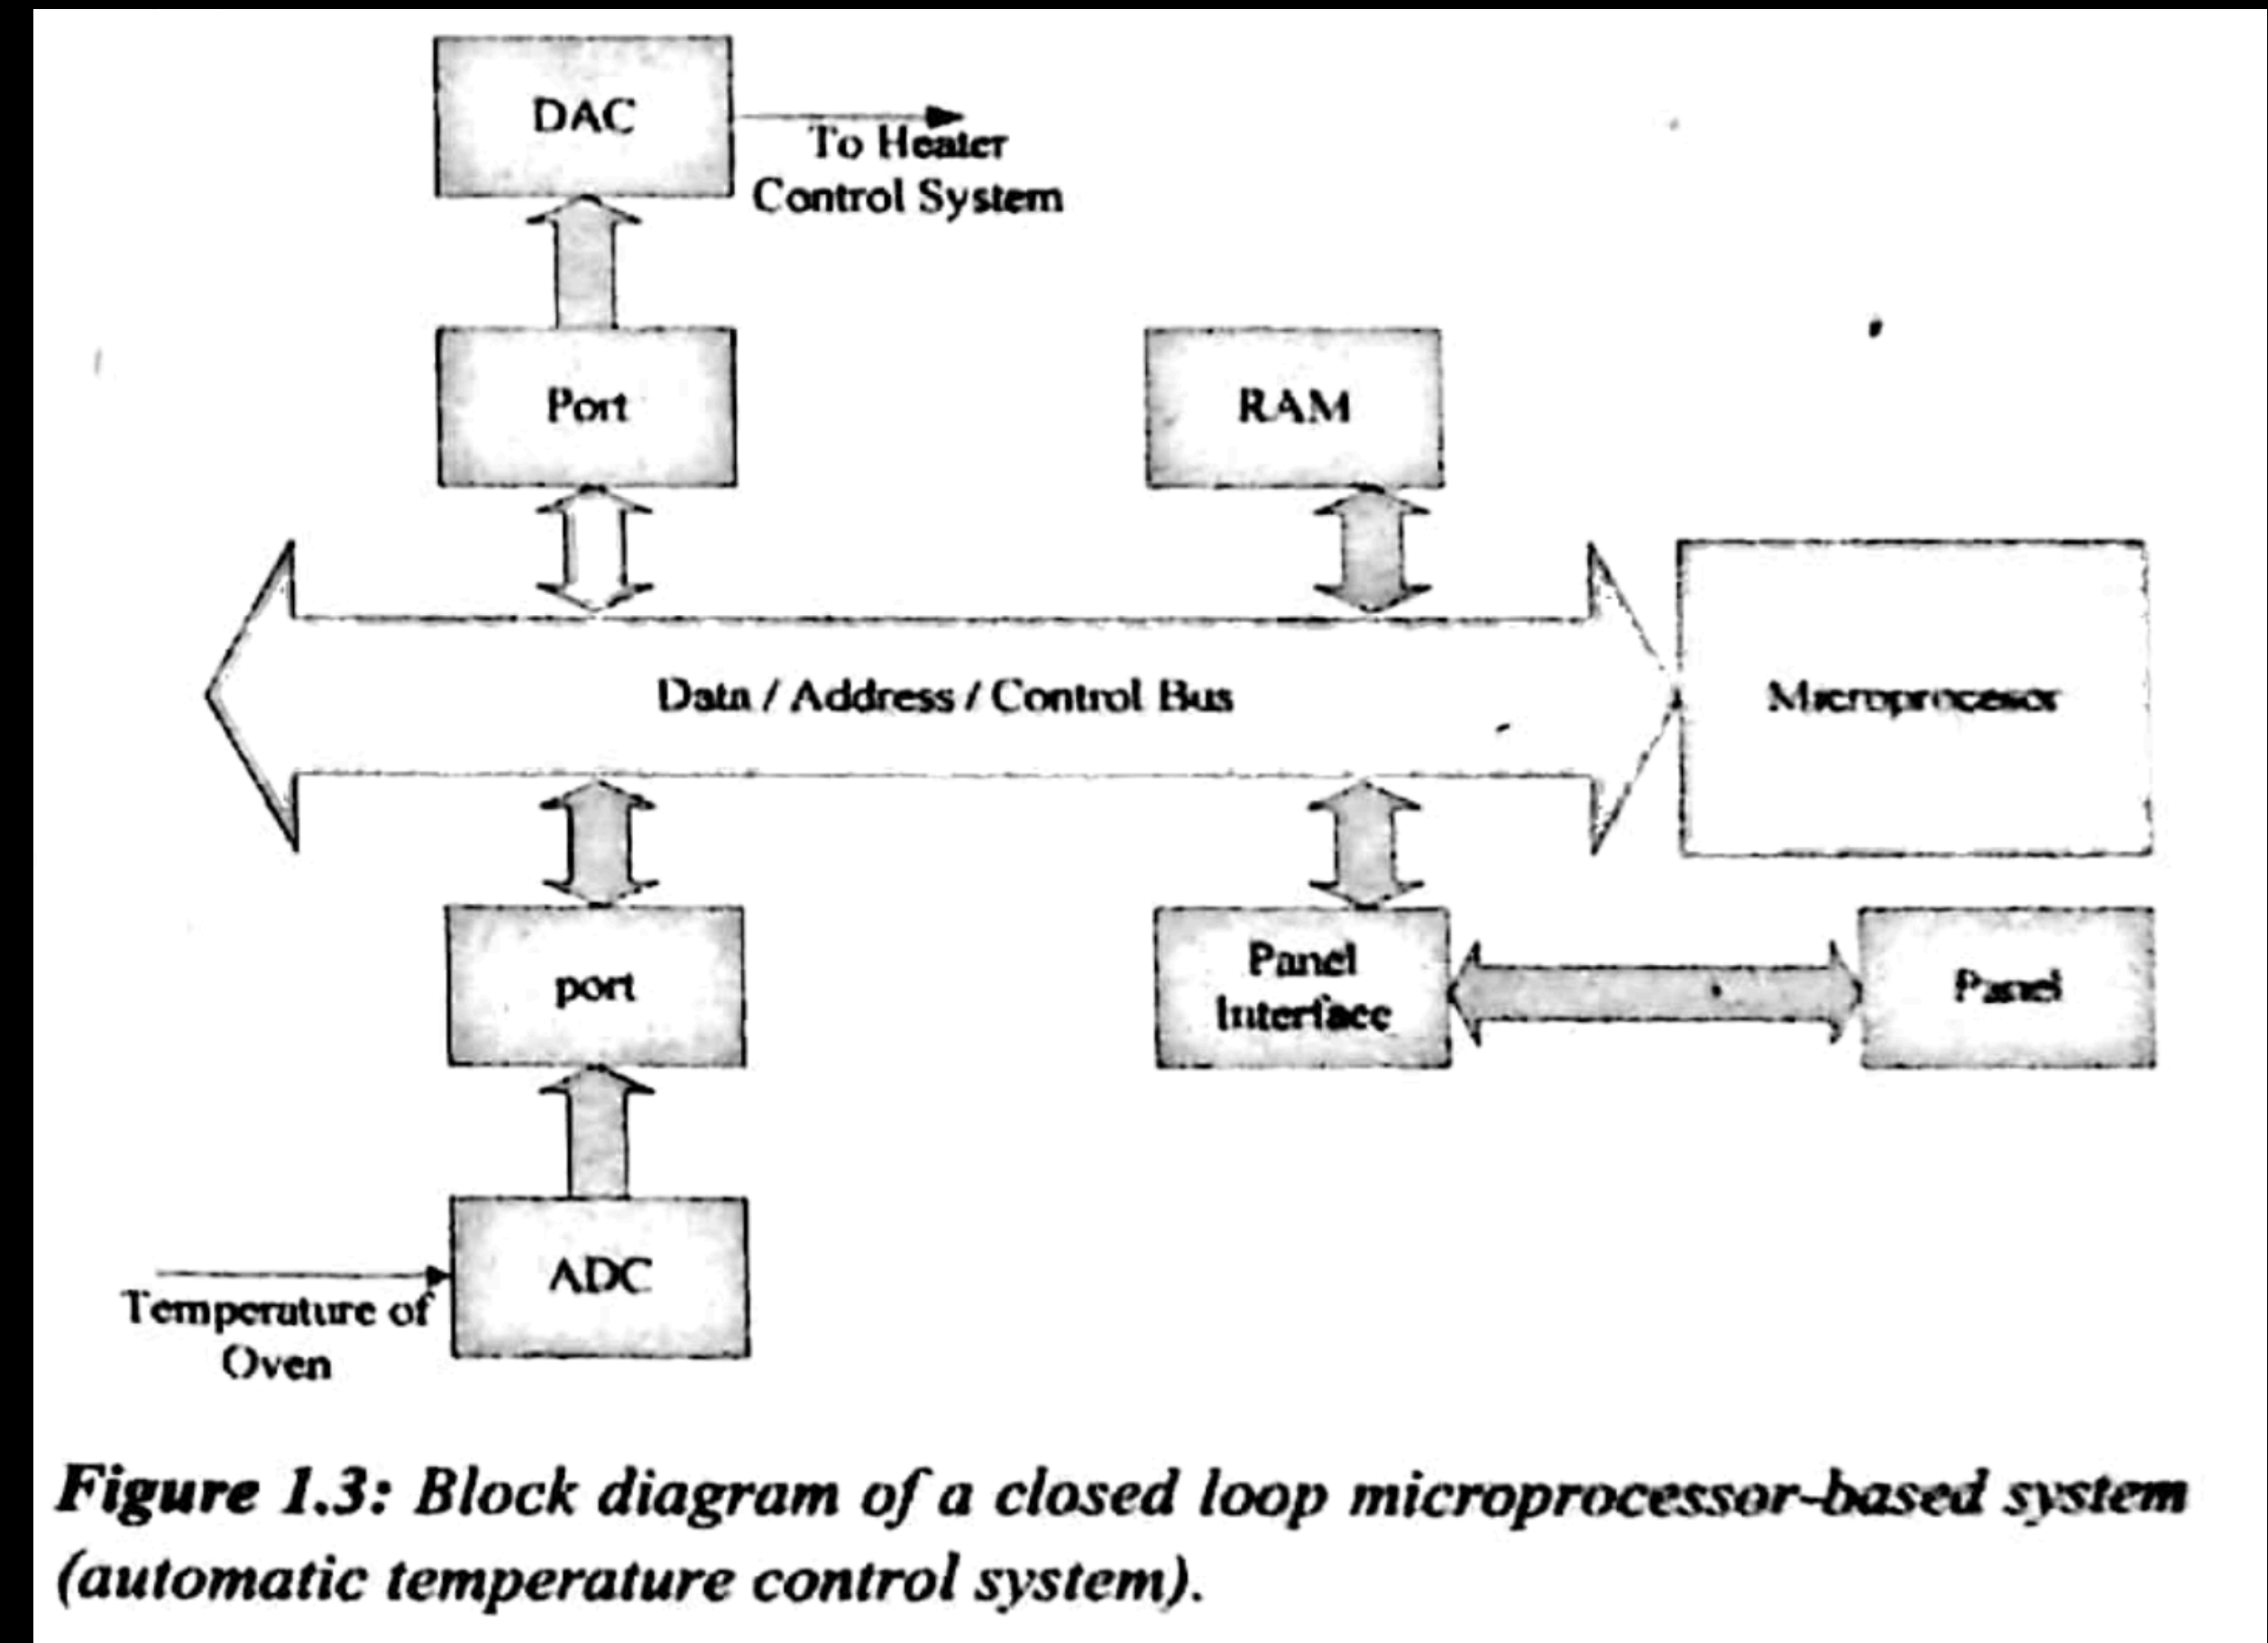 DAC
To Heater
Control System
Port
RAM
Data / Address / Control Bus
Microprocesor
port
Panel
Interface
Panel
ADC
Temperature of
Oven
Figure 1.3: Block diagram of a closed loop microprocessor-based system
(automatic temperature control system).